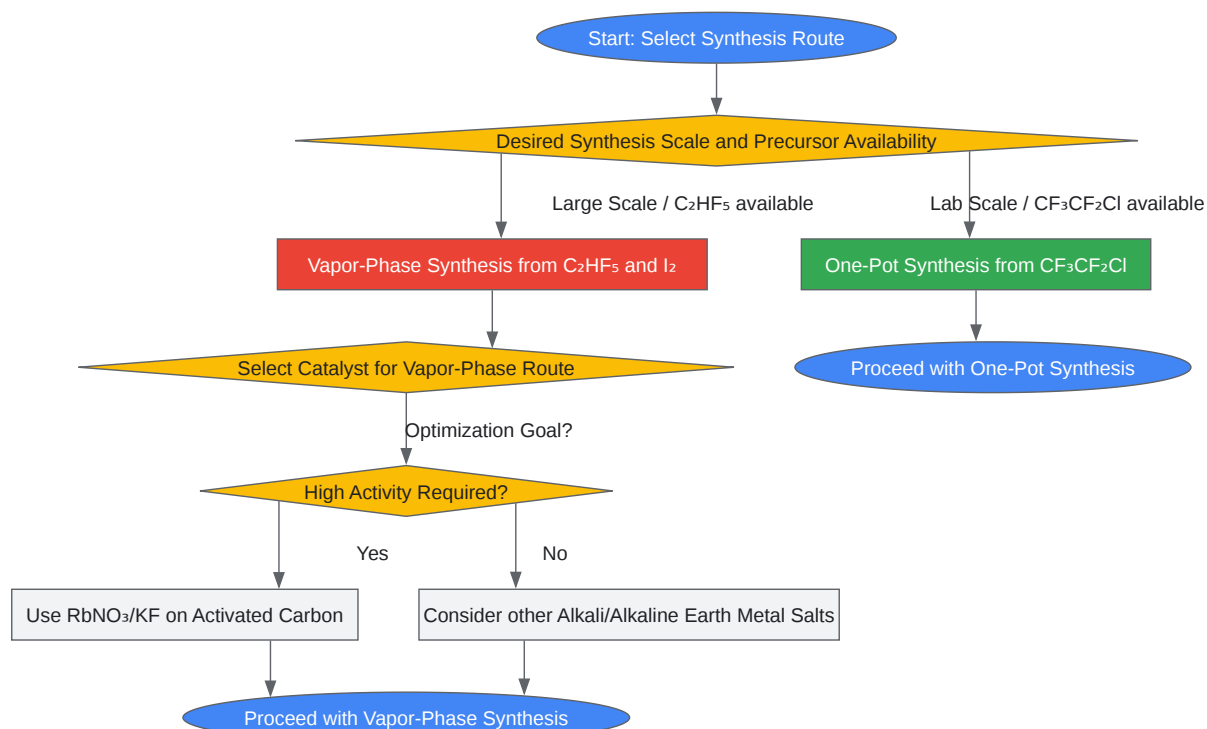 Start: Select Synthesis Route
Desired Synthesis Scale and Precursor Availability
Large Scale / C₂HF₅ available
Lab Scale / CF₃CF₂Cl available
Vapor-Phase Synthesis from C₂HF₅ and I₂
One-Pot Synthesis from CF₃CF₂Cl
Select Catalyst for Vapor-Phase Route
Proceed with One-Pot Synthesis
Optimization Goal?
High Activity Required?
Yes
No
Use RbNO₃/KF on Activated Carbon
Consider other Alkali/Alkaline Earth Metal Salts
Proceed with Vapor-Phase Synthesis